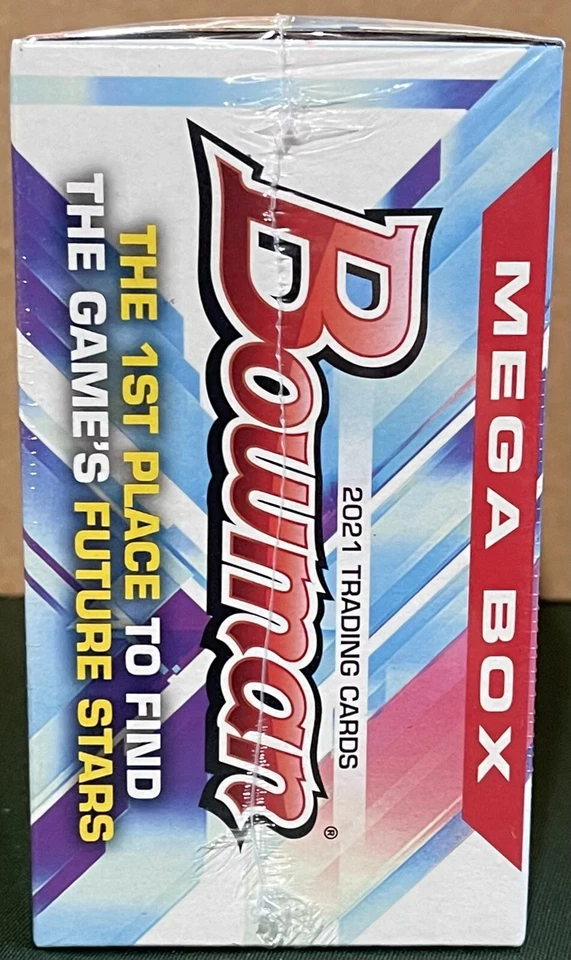 MEGA BOX
2021 TRADING CARDS
Bowman®
THE 1ST PLACE TO FIND
THE GAME'S FUTURE STARS